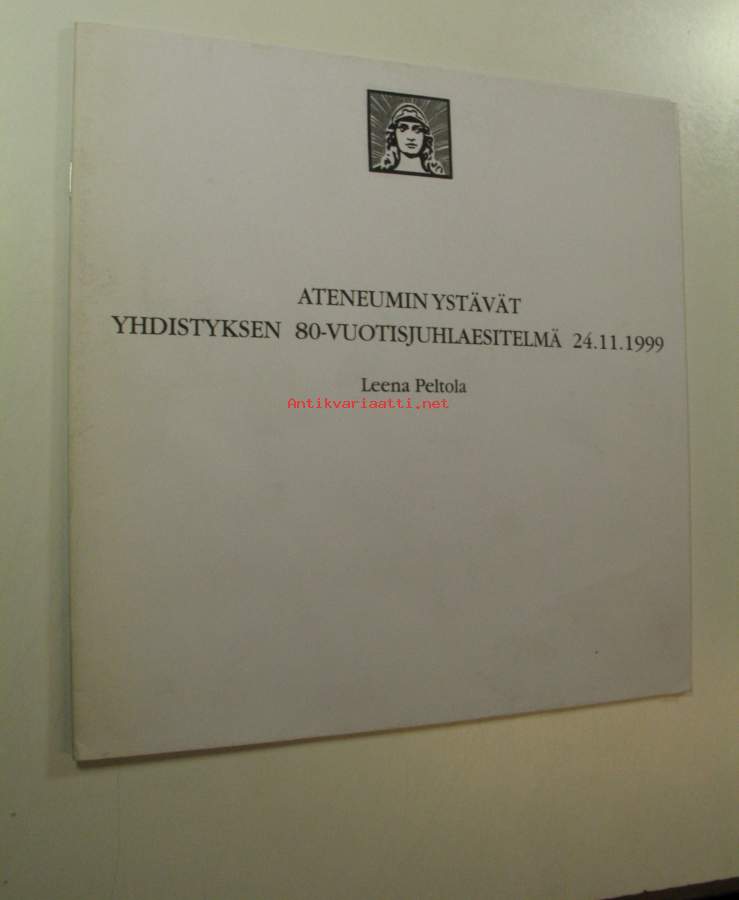 ATENEUMIN YSTÄVÄT
YHDISTYKSEN 80-VUOTISJUHLAESITELMÄ 24.11.1999
Leena Peltola
Antikvariaatti.net